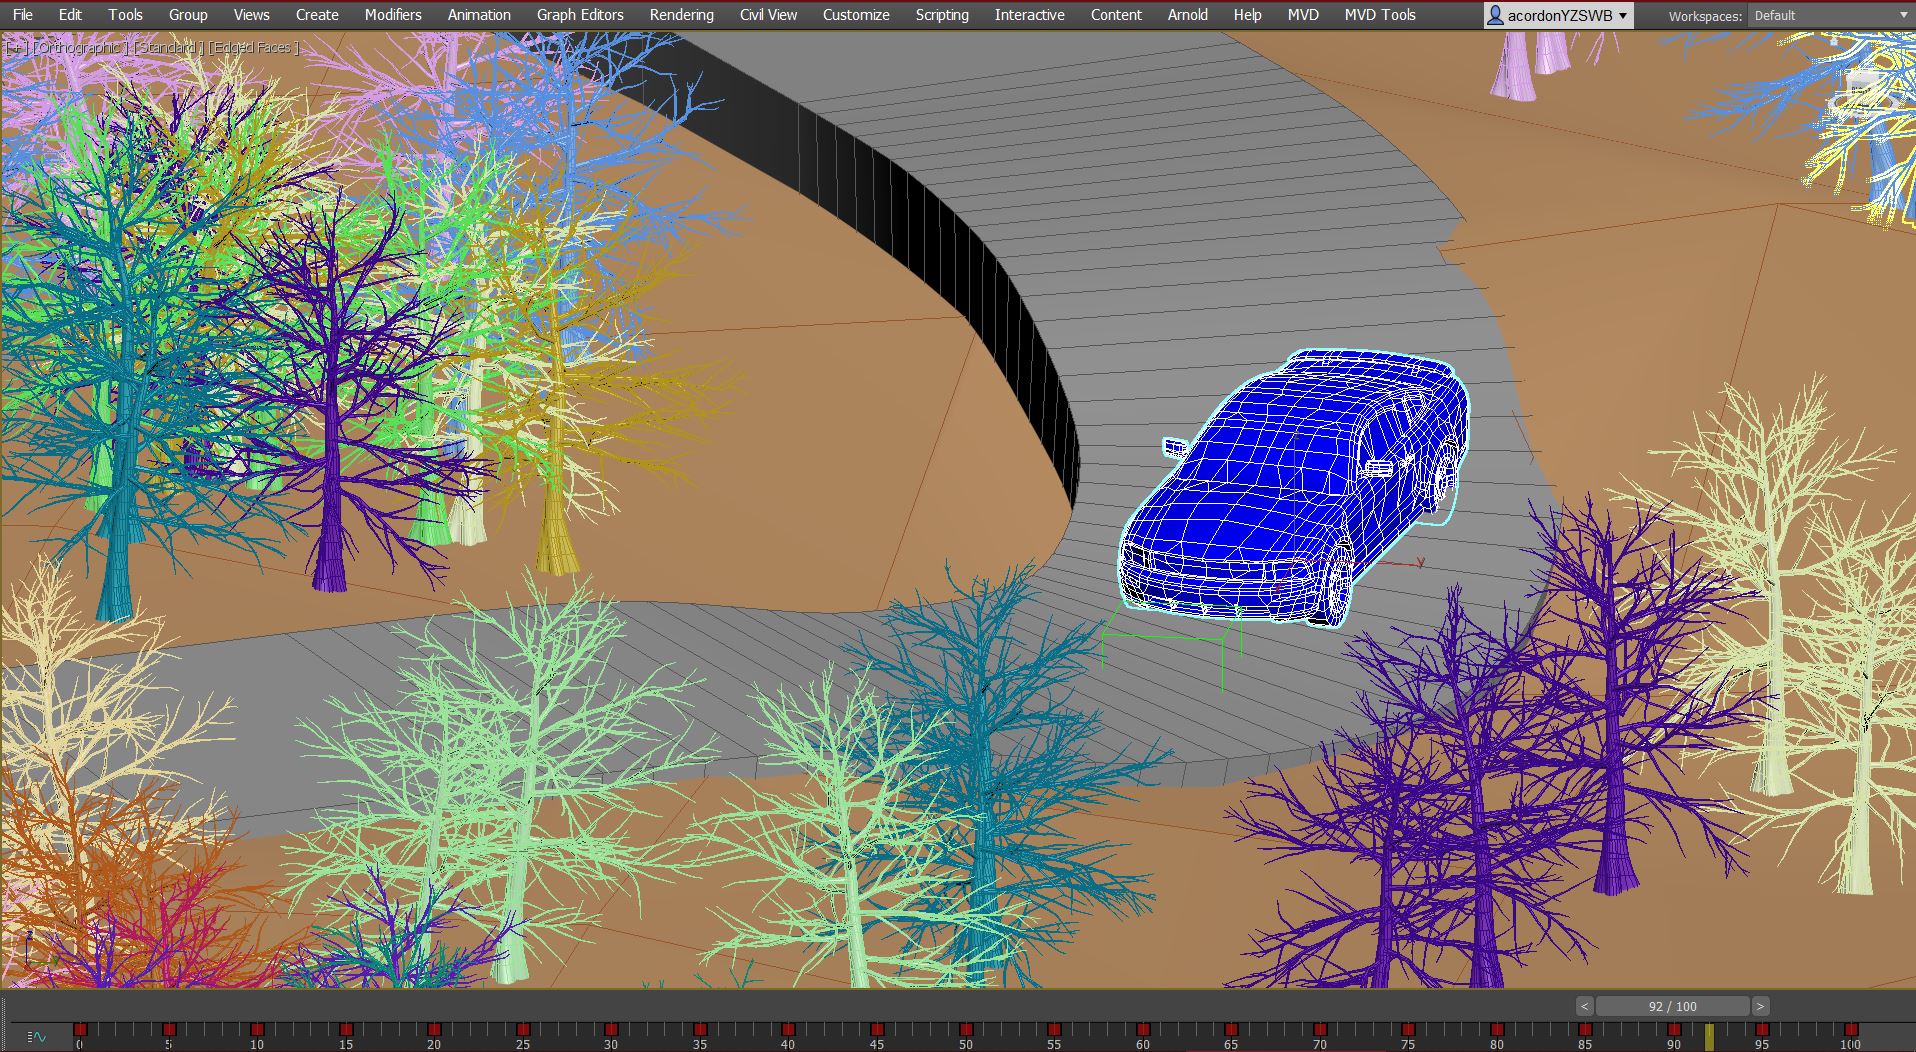 File Edit Tools Group Views Create Modifiers Animation Graph Editors Rendering Civil View Customize Scripting Interactive Content Arnold Help MVD MVD Tools acordonYZSWB Workspaces: Default
[+] [Orthographic] [Standard] [Edged Faces]
y
z
< 92 / 100 >
0 5 10 15 20 25 30 35 40 45 50 55 60 65 70 75 80 85 90 95 100